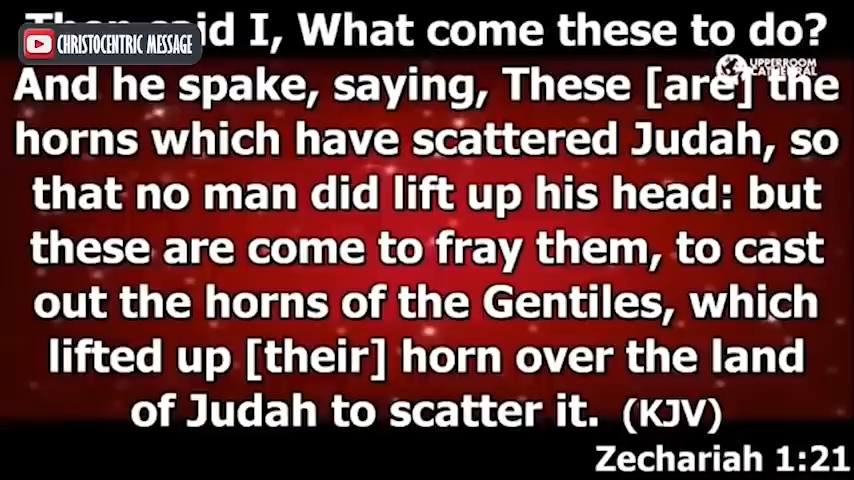 Then said I, What come these to do?
CHRISTOCENTRIC MESSAGE
UPPERROOM
CATHEDRAL
And he spake, saying, These [are] the
horns which have scattered Judah, so
that no man did lift up his head: but
these are come to fray them, to cast
out the horns of the Gentiles, which
lifted up [their] horn over the land
of Judah to scatter it. (KJV)
Zechariah 1:21